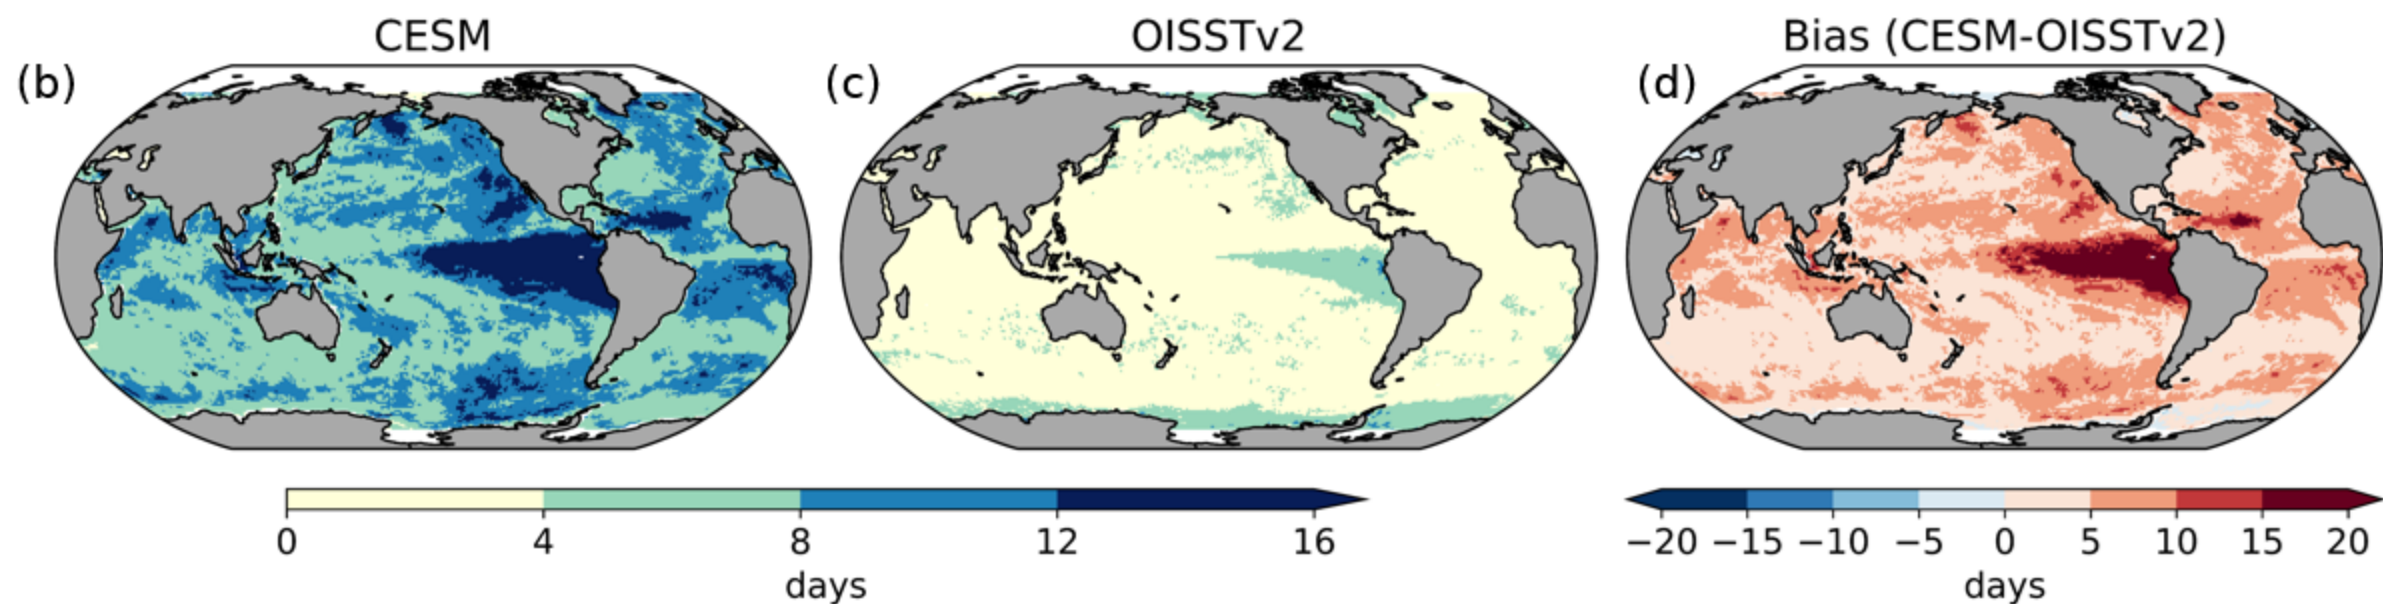 CESM
OISSTv2
Bias (CESM-OISSTv2)
(b)
(c)
(d)
0 4 8 12 16
days
−20 −15 −10 −5 0 5 10 15 20
days